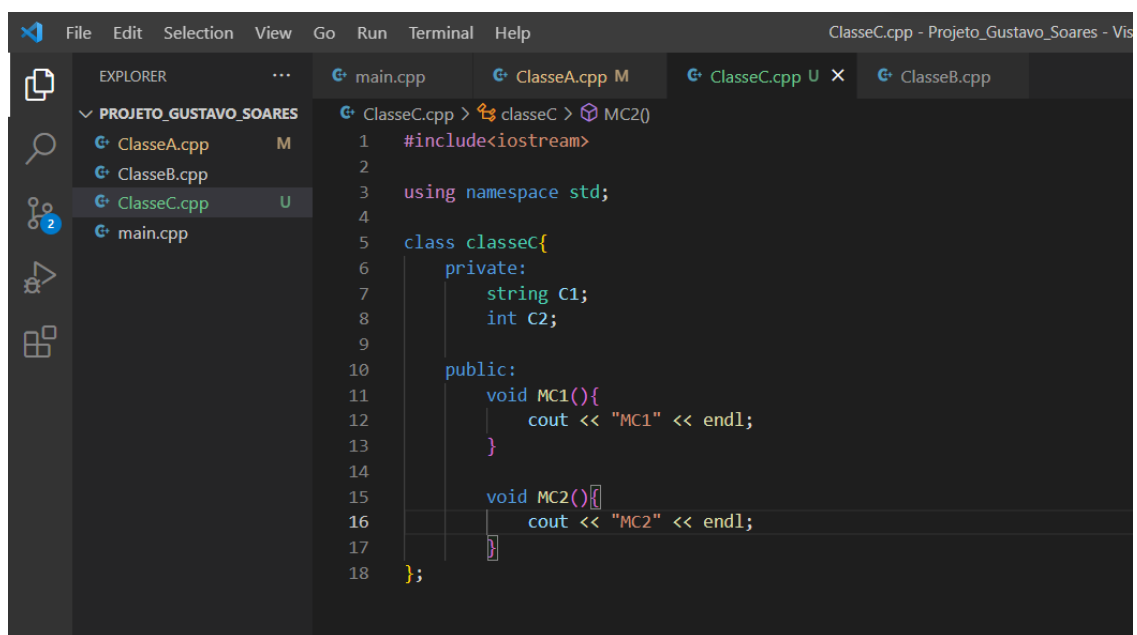 File Edit Selection View Go Run Terminal Help ClasseC.cpp - Projeto_Gustavo_Soares - Vis
EXPLORER ···
main.cpp ClasseA.cpp M ClasseC.cpp U × ClasseB.cpp
PROJETO_GUSTAVO_SOARES
ClasseA.cpp M
ClasseB.cpp
ClasseC.cpp U
main.cpp
2
ClasseC.cpp > classeC > MC2()
1 #include<iostream>
2
3 using namespace std;
4
5 class classeC{
6 private:
7 string C1;
8 int C2;
9
10 public:
11 void MC1(){
12 cout << "MC1" << endl;
13 }
14
15 void MC2(){
16 cout << "MC2" << endl;
17 }
18 };